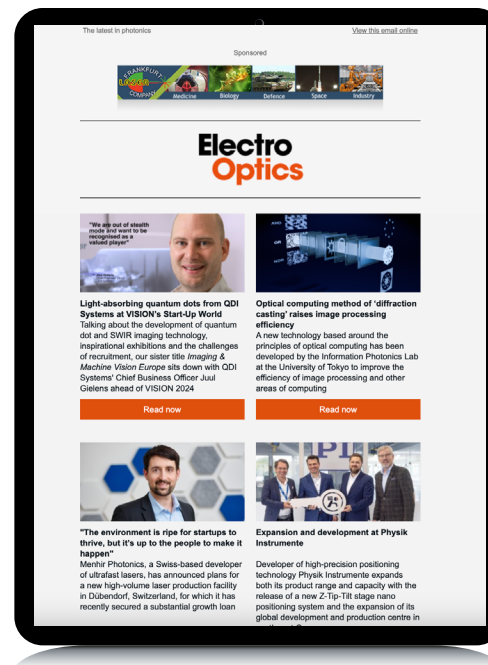 The latest in photonics
View this email online
Sponsored
FRANKFURT
LASER
COMPANY
Medicine
Biology
Defence
Space
Industry
Electro
Optics
"We are out of stealth
mode and want to be
recognised as a
valued player"
AND
OR
NOR
Light-absorbing quantum dots from QDI
Systems at VISION's Start-Up World
Talking about the development of quantum
dot and SWIR imaging technology,
inspirational exhibitions and the challenges
of recruitment, our sister title Imaging &
Machine Vision Europe sits down with QDI
Systems' Chief Business Officer Juul
Gielens ahead of VISION 2024
Read now
Optical computing method of 'diffraction
casting' raises image processing
efficiency
A new technology based around the
principles of optical computing has been
developed by the Information Photonics Lab
at the University of Tokyo to improve the
efficiency of image processing and other
areas of computing
Read now
"The environment is ripe for startups to
thrive, but it's up to the people to make it
happen"
Menhir Photonics, a Swiss-based developer
of ultrafast lasers, has announced plans for
a new high-volume laser production facility
in Dübendorf, Switzerland, for which it has
recently secured a substantial growth loan
PI
Expansion and development at Physik
Instrumente
Developer of high-precision positioning
technology Physik Instrumente expands
both its product range and capacity with the
release of a new Z-Tip-Tilt stage nano
positioning system and the expansion of its
global development and production centre in